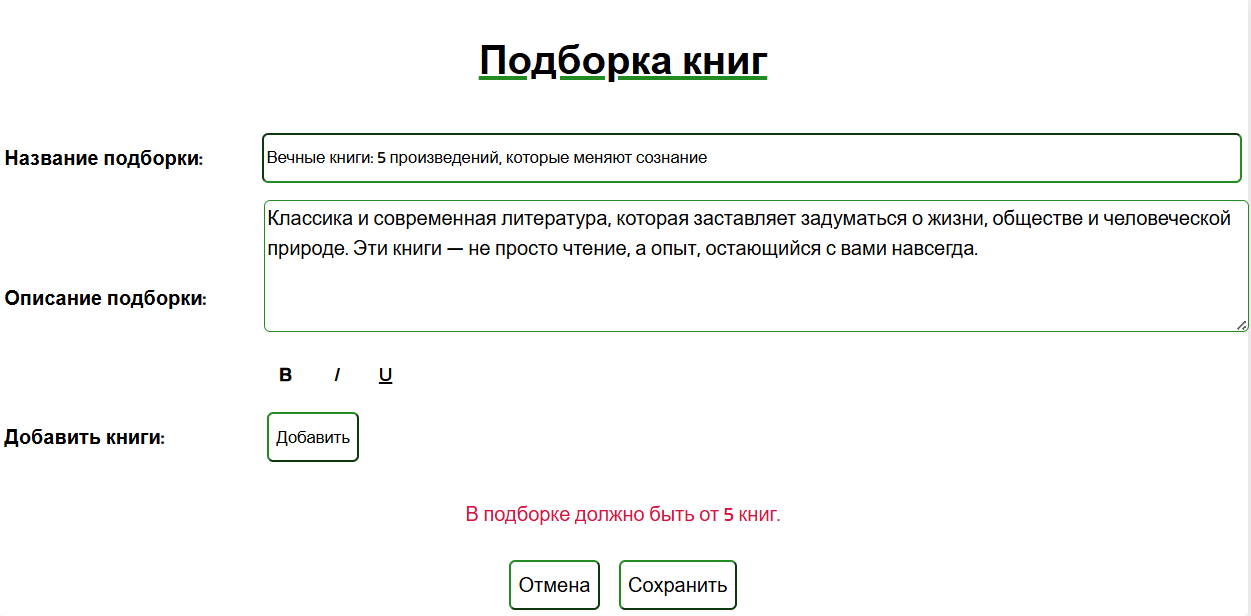 Подборка книг
Название подборки:
Вечные книги: 5 произведений, которые меняют сознание
Описание подборки:
Классика и современная литература, которая заставляет задуматься о жизни, обществе и человеческой
природе. Эти книги — не просто чтение, а опыт, остающийся с вами навсегда.
B I U
Добавить книги:
Добавить
В подборке должно быть от 5 книг.
Отмена Сохранить